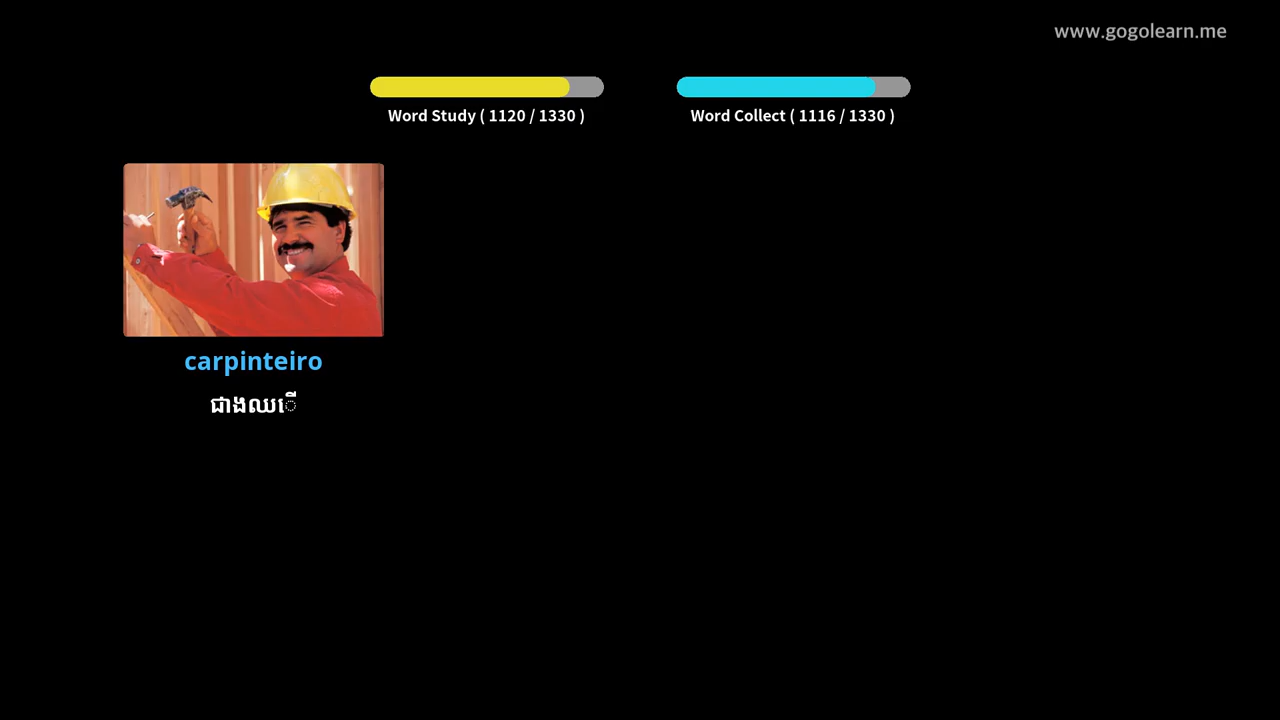 www.gogolearn.me
Word Study ( 1120 / 1330 )
Word Collect ( 1116 / 1330 )
carpinteiro
ជាងឈើ